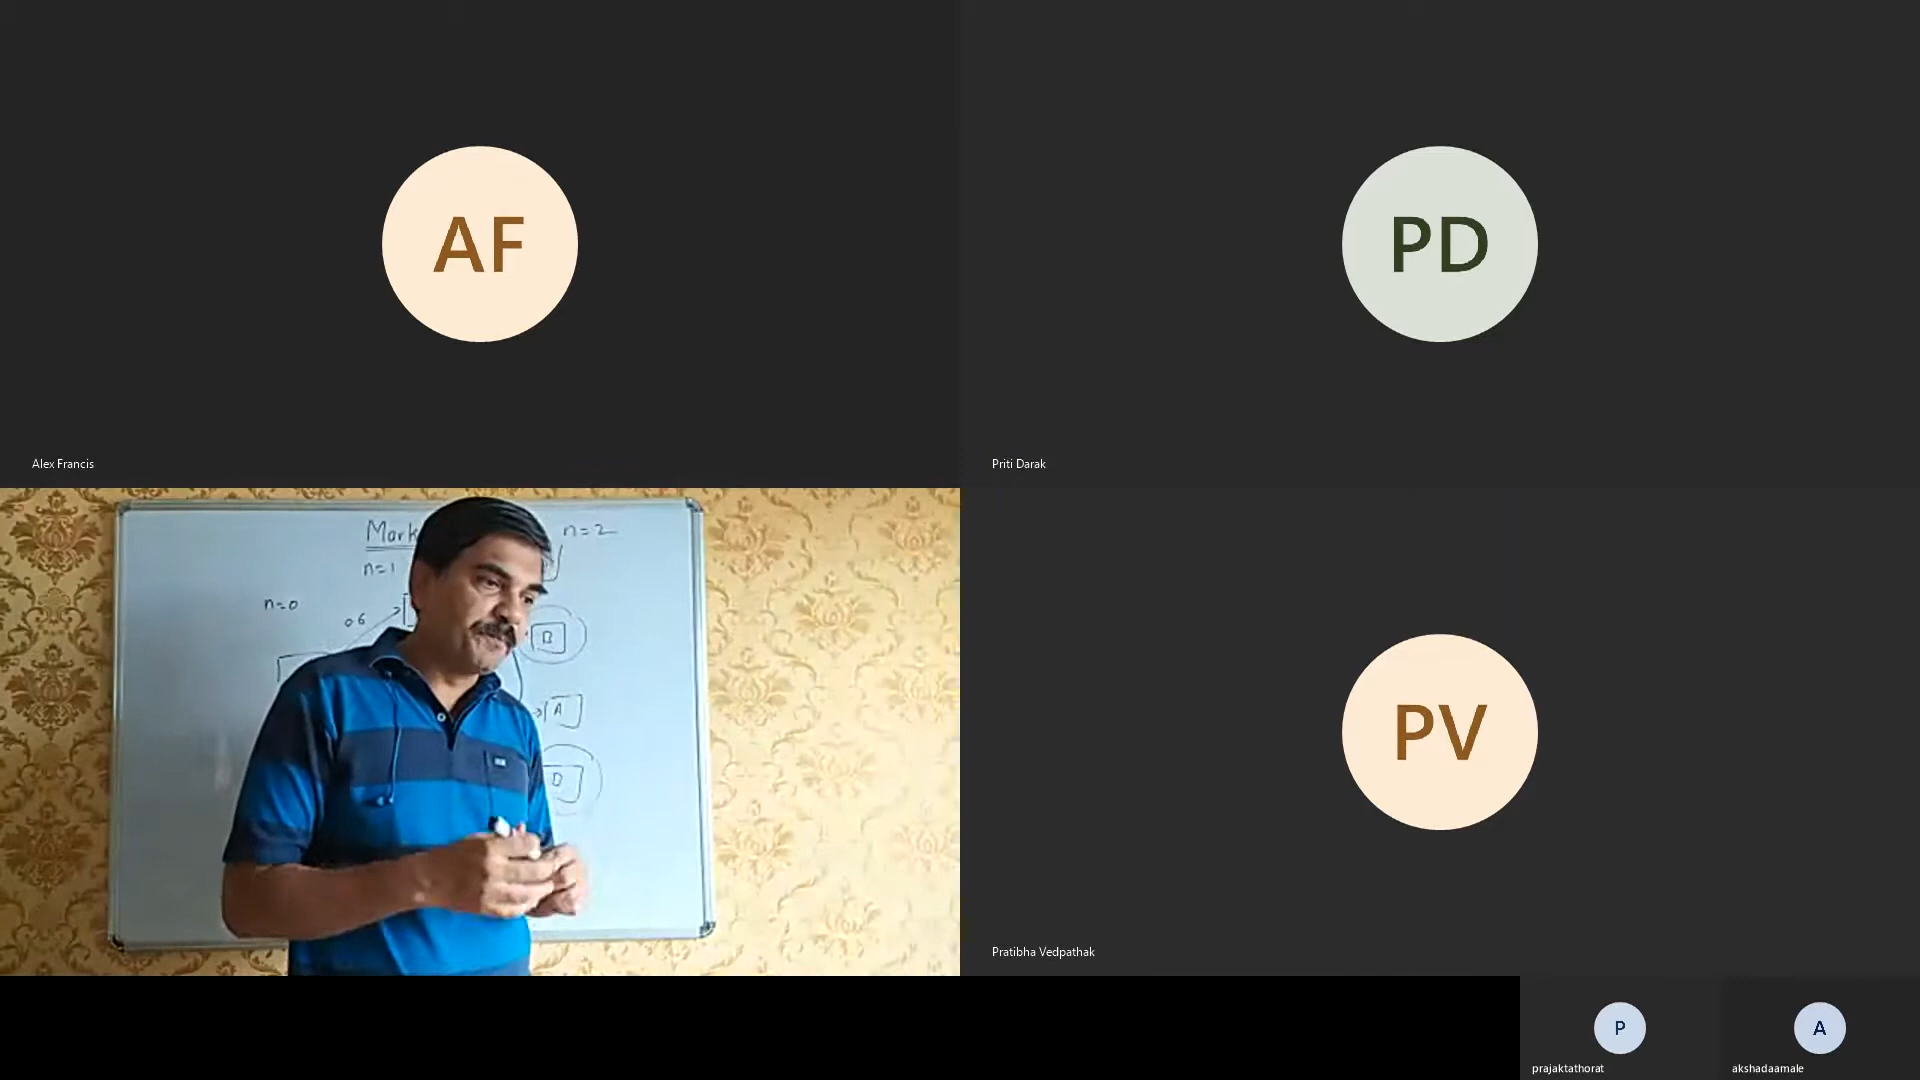 AF
Alex Francis
PD
Priti Darak
Mark
n=2
n=1
n=0
0.6
B
A
D
PV
Pratibha Vedpathak
P
prajaktathorat
A
akshadaamale